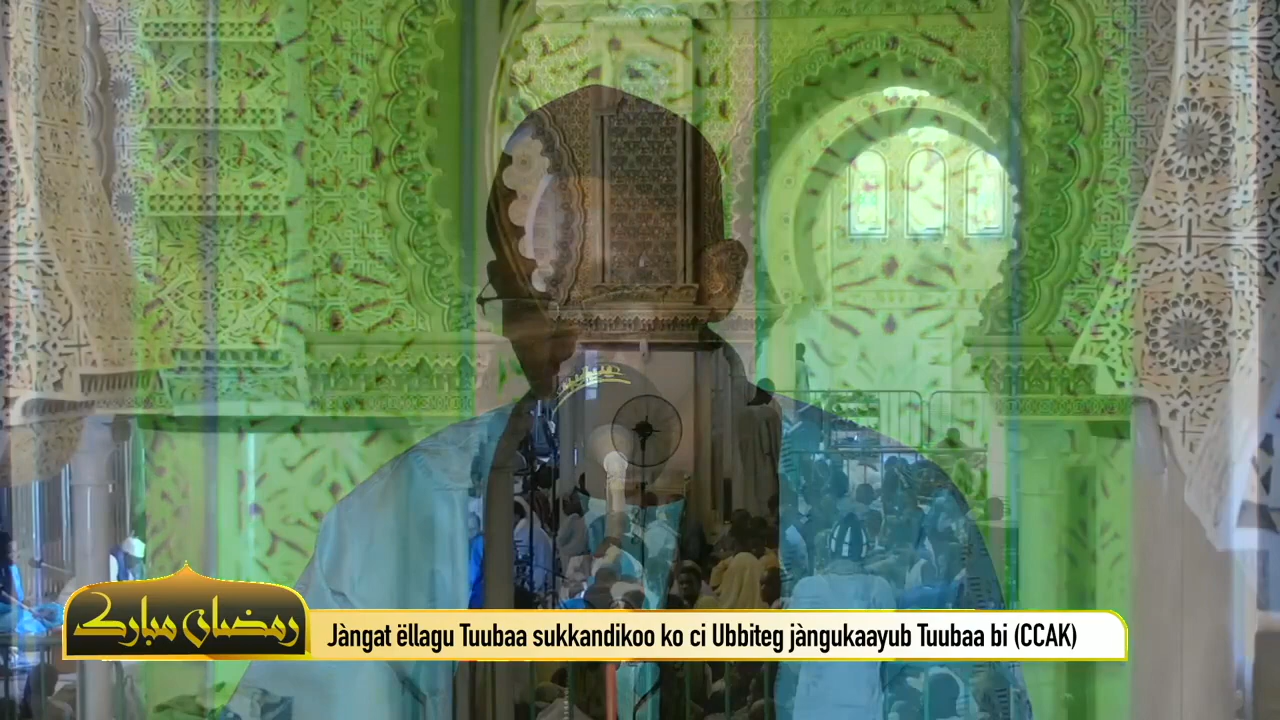 رمضان مبارك
Jàngat ëllagu Tuubaa sukkandikoo ko ci Ubbiteg jàngukaayub Tuubaa bi (CCAK)